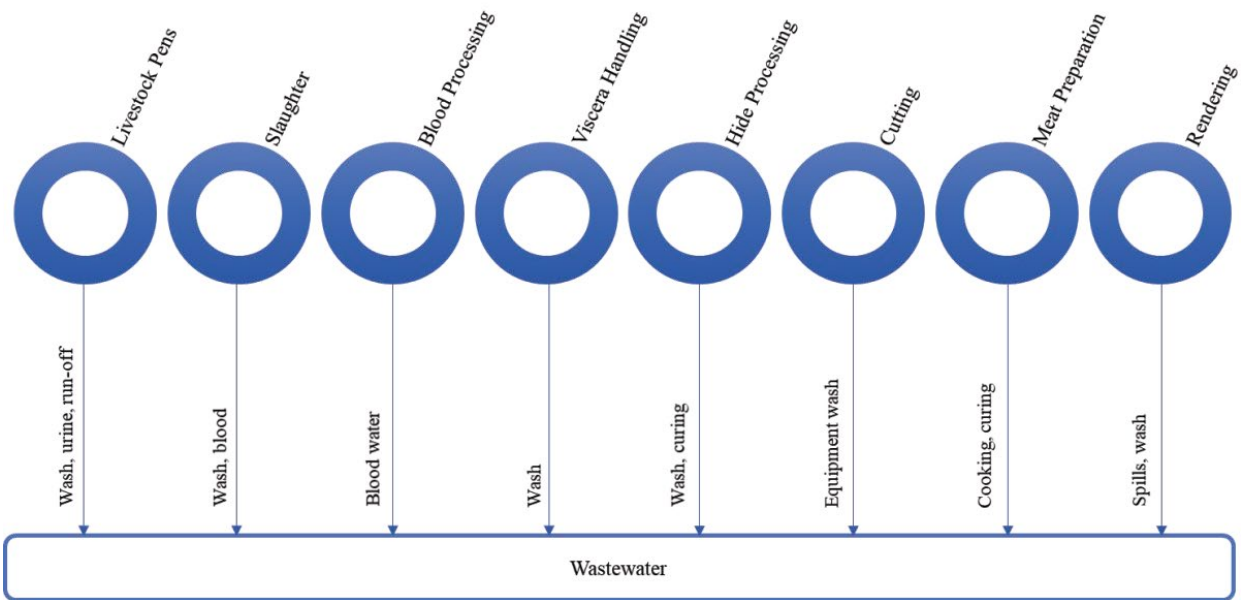 Livestock Pens
Slaughter
Blood Processing
Viscera Handling
Hide Processing
Cutting
Meat Preparation
Rendering
Wash, urine, run-off
Wash, blood
Blood water
Wash
Wash, curing
Equipment wash
Cooking, curing
Spills, wash
Wastewater